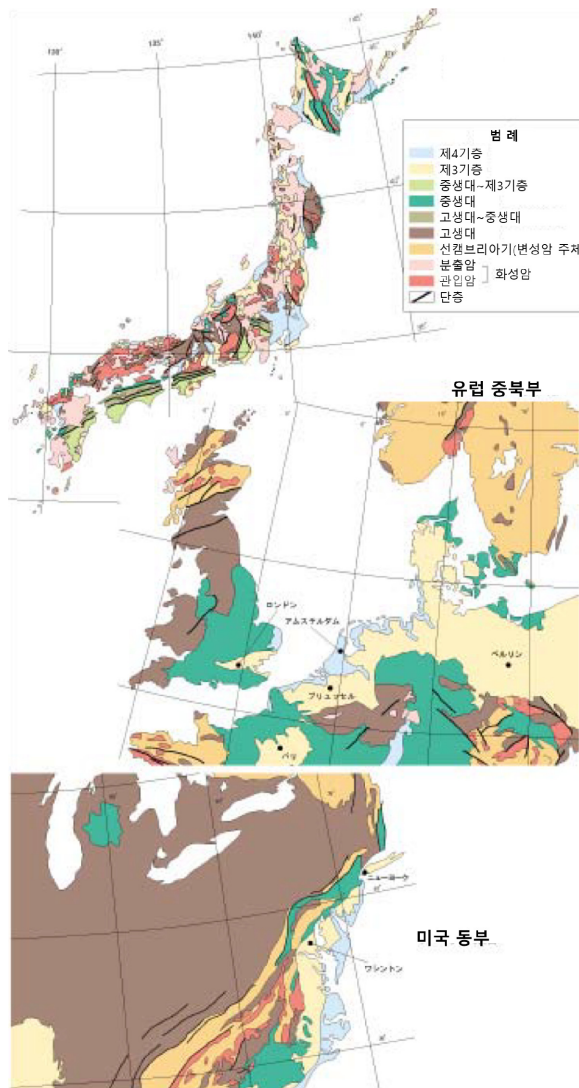 130°
135°
140°
145°
범 례
제4기층
제3기층
중생대~제3기층
중생대
고생대~중생대
고생대
선캄브리아기(변성암 주체
분출암
화성암
관입암
단층
유럽 중북부
ロンドン
アムステルダム
ベルリン
ブリュッセル
パリ
ニューヨーク
미국 동부
ワシントン